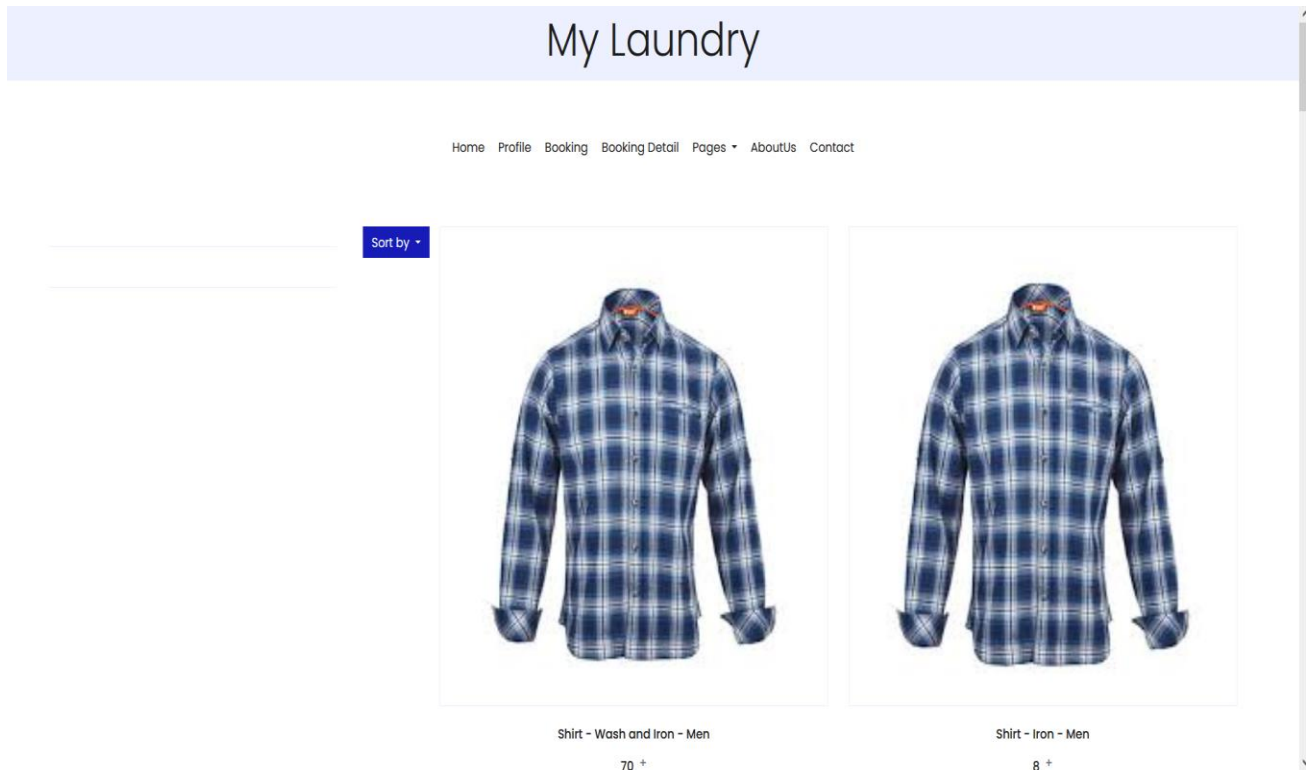 My Laundry
Home Profile Booking Booking Detail Pages AboutUs Contact
Sort by
Shirt - Wash and Iron - Men
70 +
Shirt - Iron - Men
8 +